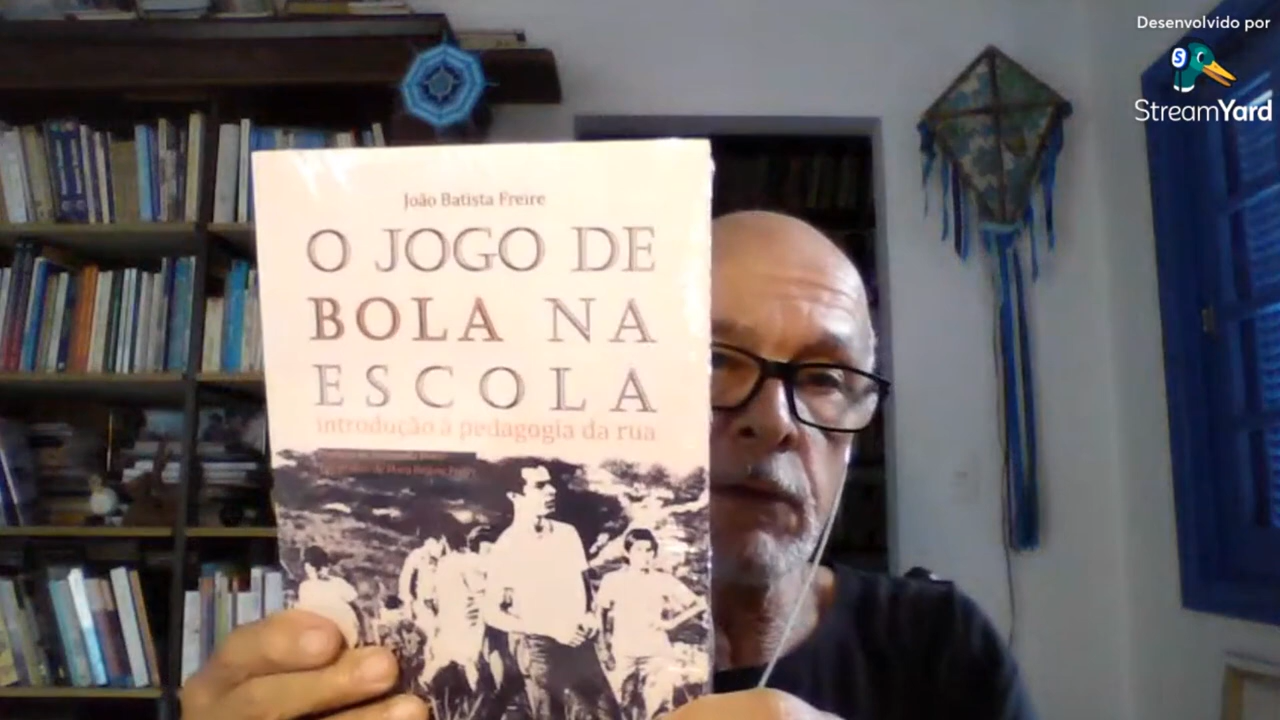 Desenvolvido por
StreamYard
João Batista Freire
O JOGO DE
BOLA NA
ESCOLA
introdução à pedagogia da rua